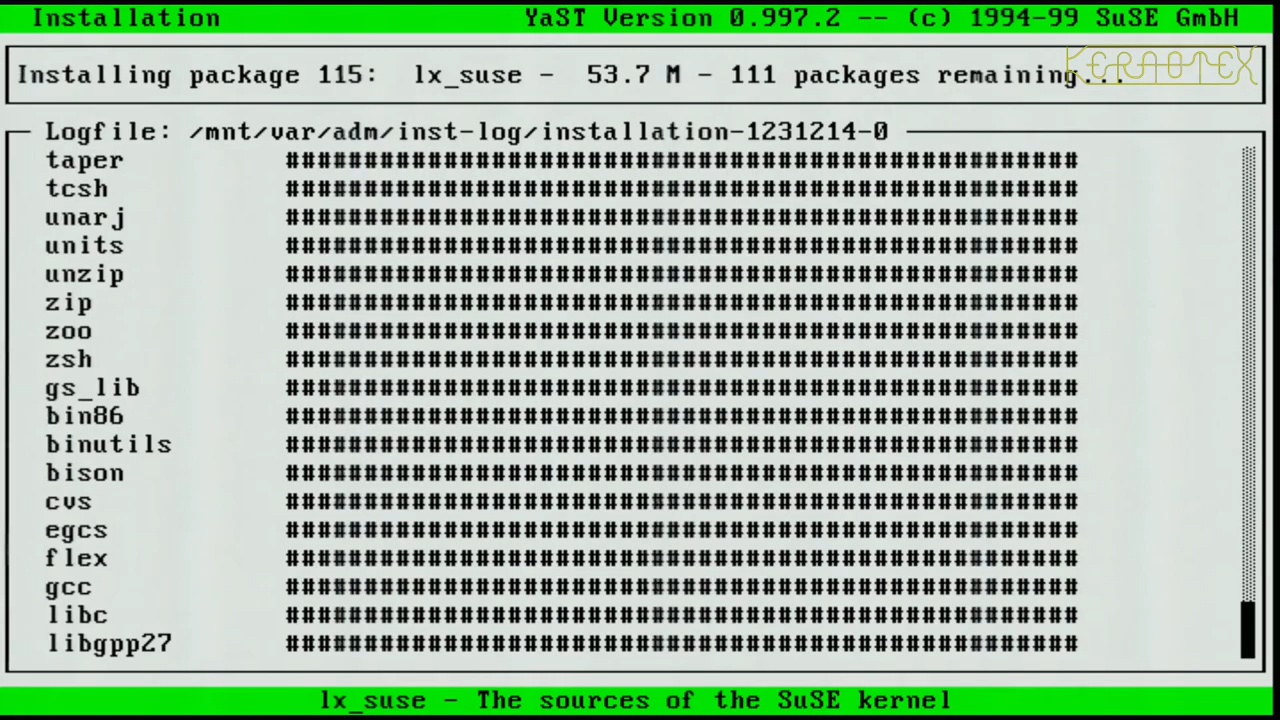 Installation YaST Version 0.997.2 -- (c) 1994-99 SuSE GmbH
KERNOTEX
Installing package 115: lx_suse - 53.7 M - 111 packages remaining...
Logfile: /mnt/var/adm/inst-log/installation-1231214-0
taper ##################################################
tcsh ##################################################
unarj ##################################################
units ##################################################
unzip ##################################################
zip ##################################################
zoo ##################################################
zsh ##################################################
gs_lib ##################################################
bin86 ##################################################
binutils ##################################################
bison ##################################################
cvs ##################################################
egcs ##################################################
flex ##################################################
gcc ##################################################
libc ##################################################
libgpp27 ##################################################
lx_suse - The sources of the SuSE kernel